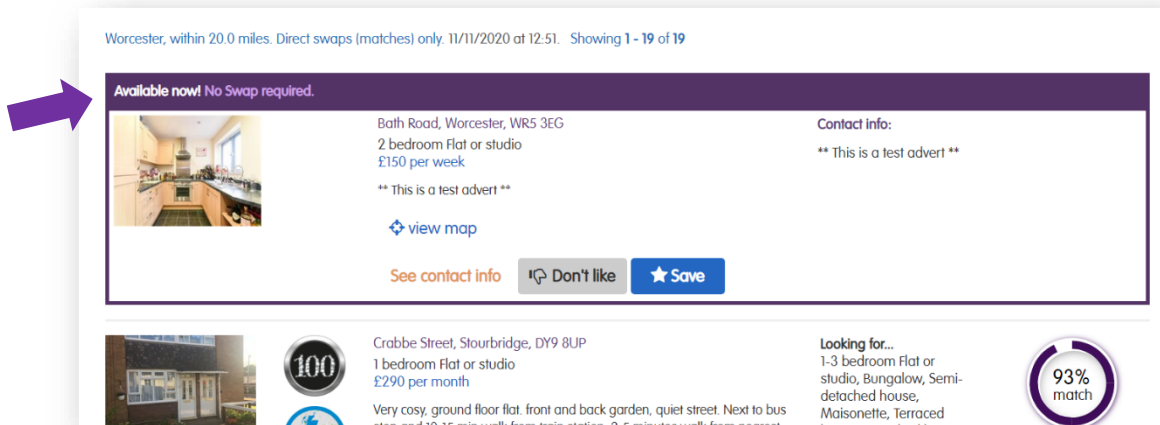 Worcester, within 20.0 miles. Direct swaps (matches) only. 11/11/2020 at 12:51. Showing 1 - 19 of 19
Available now! No Swap required.
Bath Road, Worcester, WR5 3EG
2 bedroom Flat or studio
£150 per week
** This is a test advert **
view map
See contact info
Don't like
Save
Contact info:
** This is a test advert **
100
Crabbe Street, Stourbridge, DY9 8UP
1 bedroom Flat or studio
£290 per month
Very cosy, ground floor flat. front and back garden, quiet street. Next to bus
Looking for...
1-3 bedroom Flat or
studio, Bungalow, Semi-
detached house,
Maisonette, Terraced
93%
match